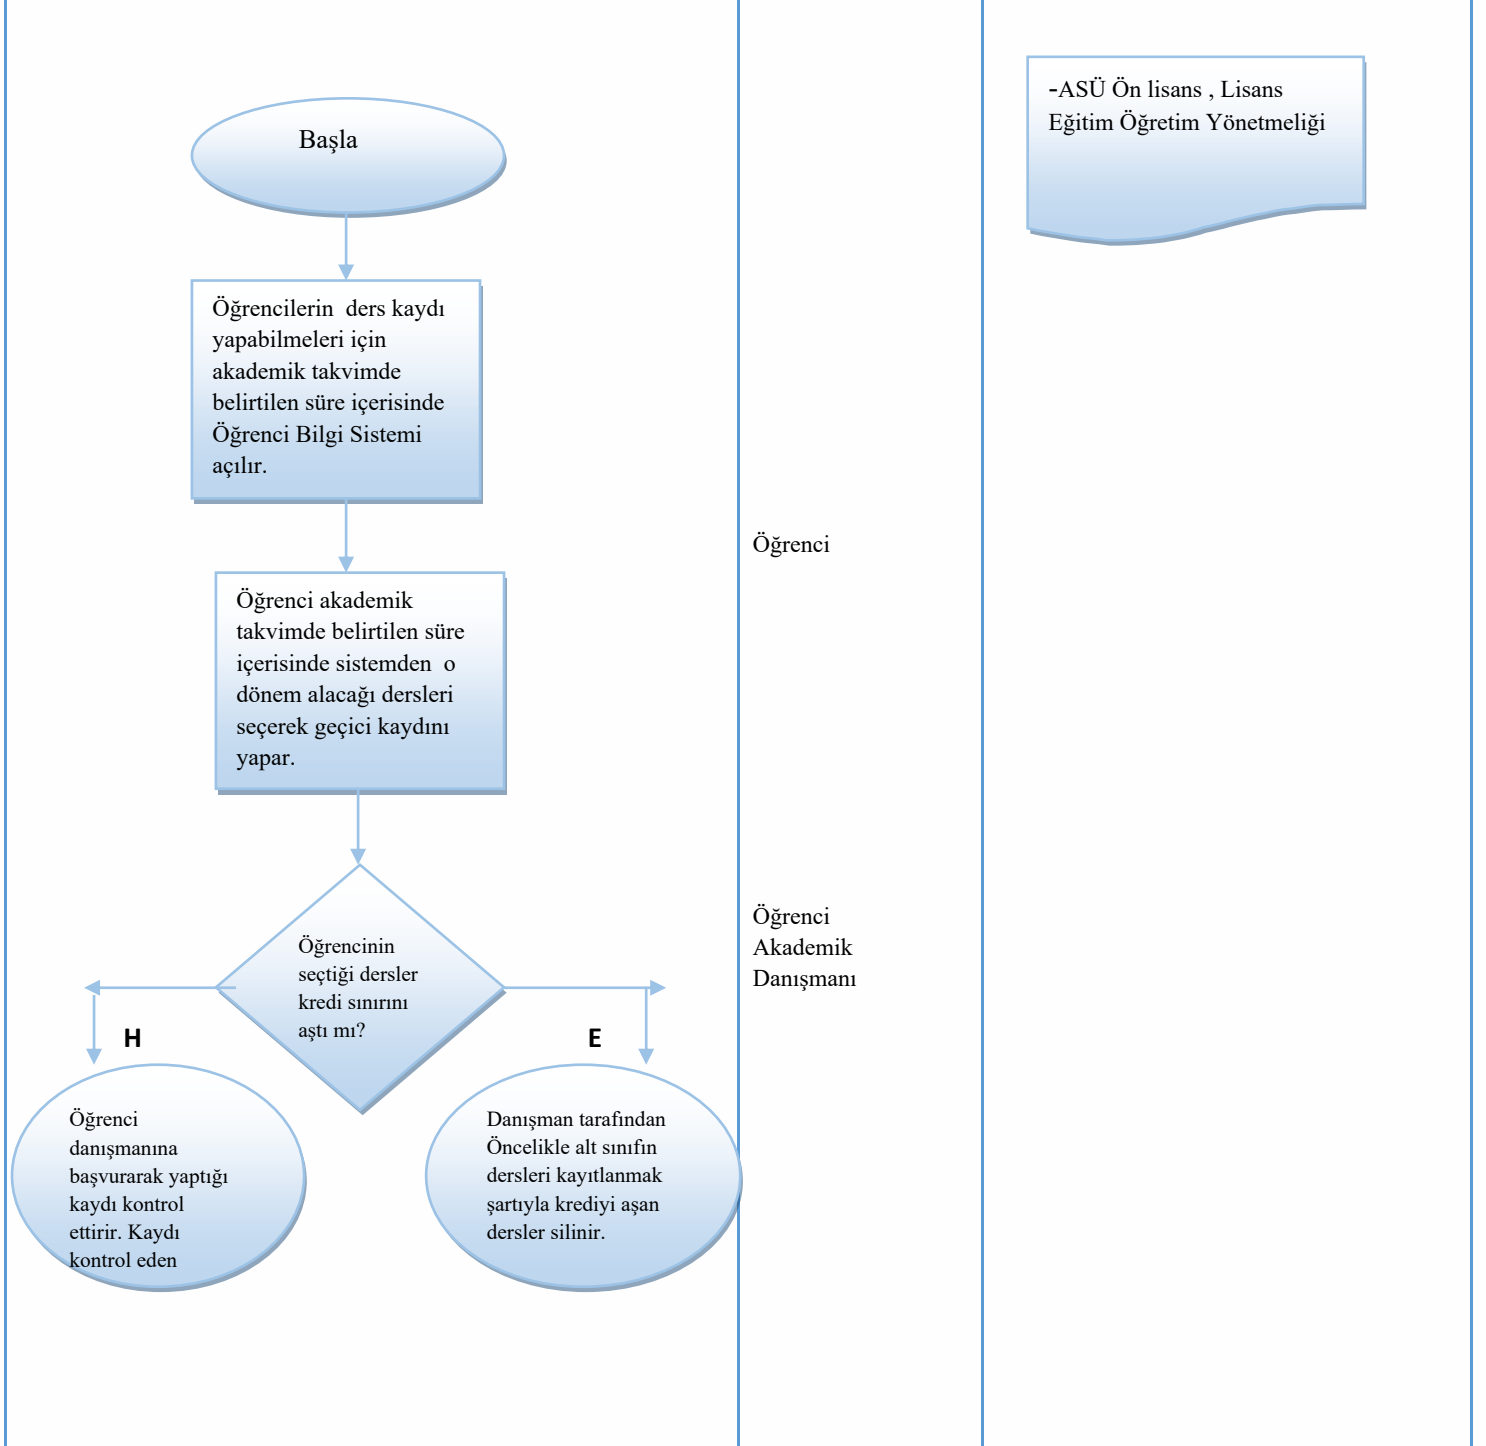 Başla
Öğrencilerin  ders kaydı
yapabilmeleri için
akademik takvimde
belirtilen süre içerisinde
Öğrenci Bilgi Sistemi
açılır.
Öğrenci akademik
takvimde belirtilen süre
içerisinde sistemden  o
dönem alacağı dersleri
seçerek geçici kaydını
yapar.
Öğrencinin
seçtiği dersler
kredi sınırını
aştı mı?
H
E
Öğrenci
danışmanına
başvurarak yaptığı
kaydı kontrol
ettirir. Kaydı
kontrol eden
Danışman tarafından
Öncelikle alt sınıfın
dersleri kayıtlanmak
şartıyla krediyi aşan
dersler silinir.
Öğrenci
Öğrenci
Akademik
Danışmanı
-ASÜ Ön lisans , Lisans
Eğitim Öğretim Yönetmeliği